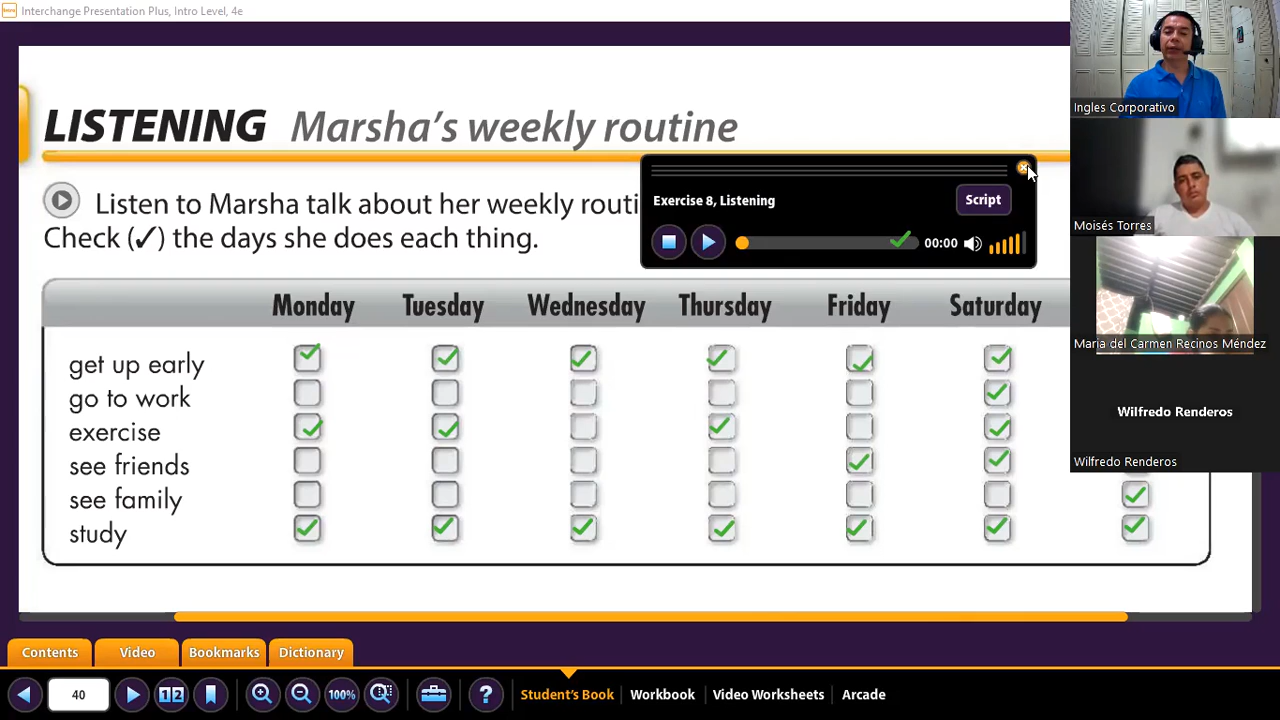 Interchange Presentation Plus, Intro Level, 4e
LISTENING Marsha's weekly routine
Listen to Marsha talk about her weekly routi
Check (✓) the days she does each thing.
Exercise 8, Listening
Script
00:00
Monday Tuesday Wednesday Thursday Friday Saturday
get up early
go to work
exercise
see friends
see family
study
Ingles Corporativo
Moisés Torres
Maria del Carmen Recinos Méndez
Wilfredo Renderos
Wilfredo Renderos
Contents Video Bookmarks Dictionary
40 1 2 100% ? Student's Book Workbook Video Worksheets Arcade